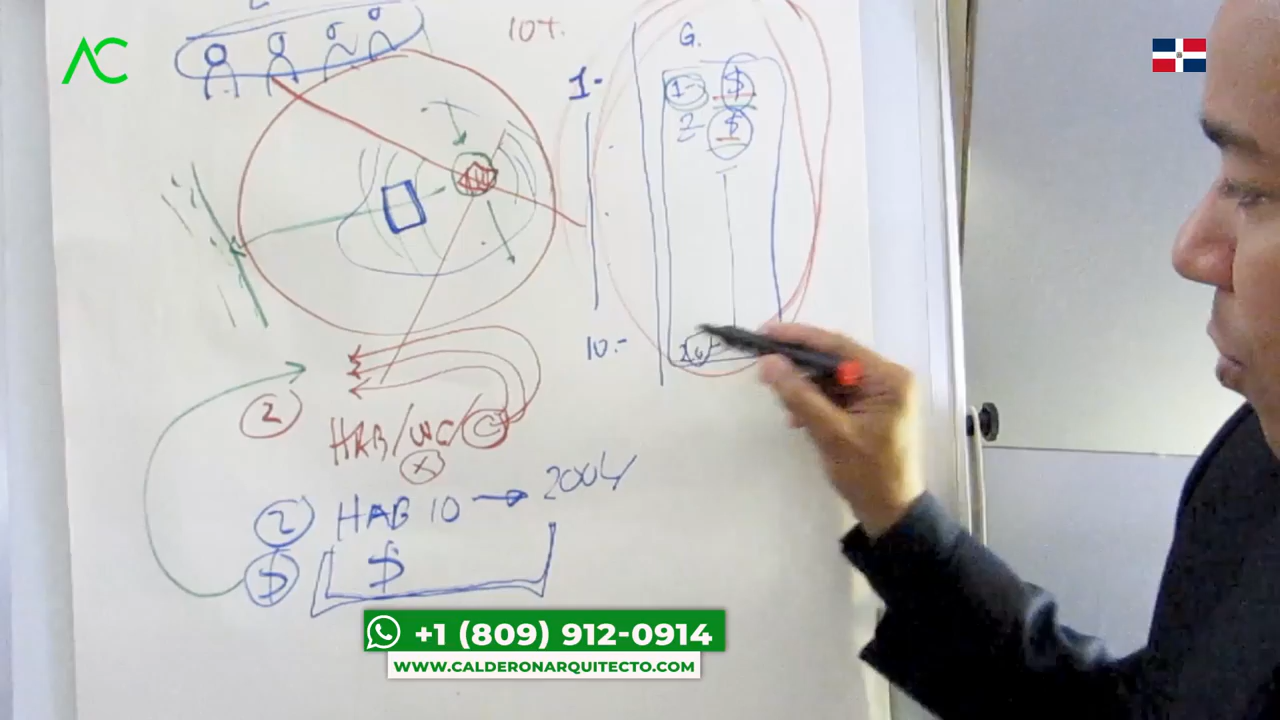 AC
10+.
G.
1-
1- $
2- $
10.-
2
HAB/WC/C
X
2 HAB 10 → 2004
$ $
+1 (809) 912-0914
WWW.CALDERONARQUITECTO.COM